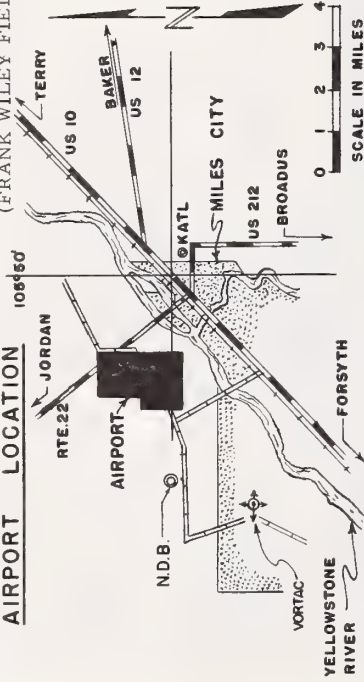 (FRANK WILEY FIEL
AIRPORT LOCATION
106°50'
N
JORDAN
RTE.22
TERRY
US 10
BAKER
US 12
AIRPORT
KATL
MILES CITY
N.D.B.
US 212
BROADUS
VORTAC
FORSYTH
YELLOWSTONE
RIVER
0 1 2 3 4
SCALE IN MILES